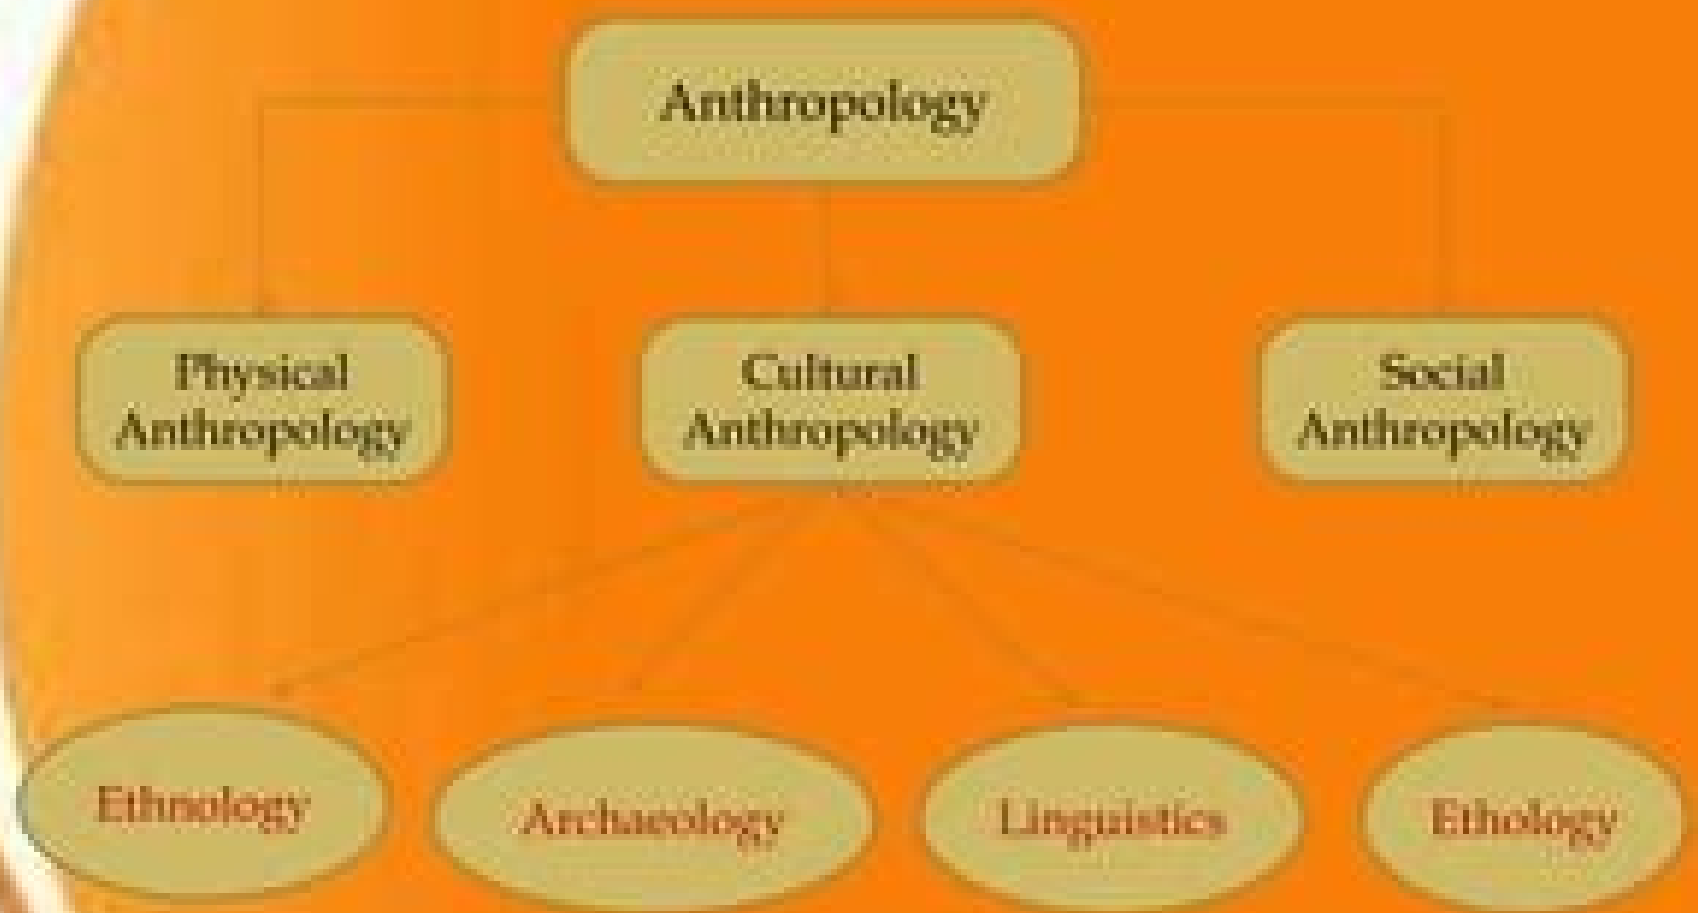 Anthropology
Physical
Anthropology
Cultural
Anthropology
Social
Anthropology
Ethnology
Archaeology
Linguistics
Ethology